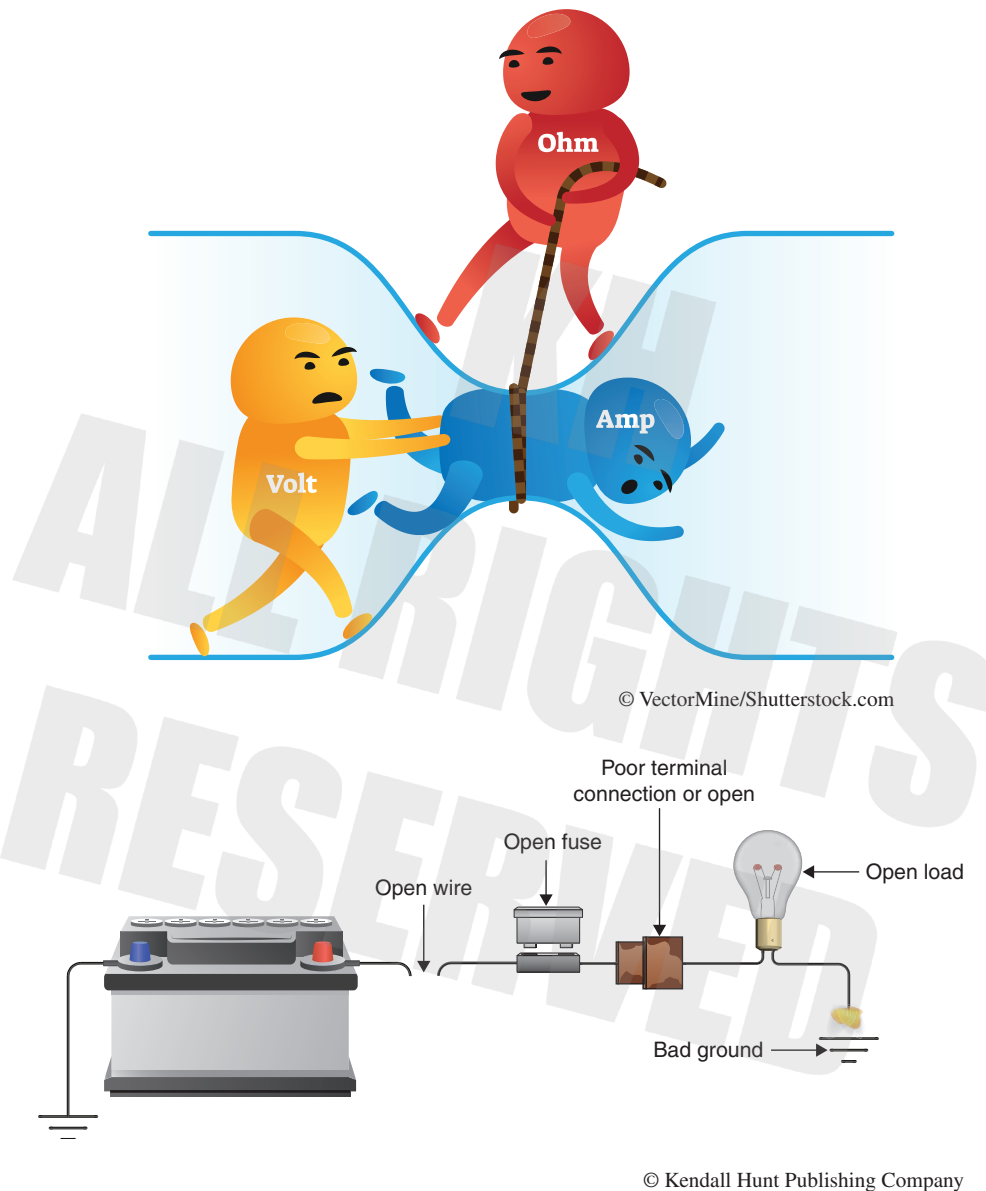 Ohm
Amp
Volt
© VectorMine/Shutterstock.com
Poor terminal
connection or open
Open fuse
Open load
Open wire
Bad ground
© Kendall Hunt Publishing Company
KH
ALL RIGHTS
RESERVED